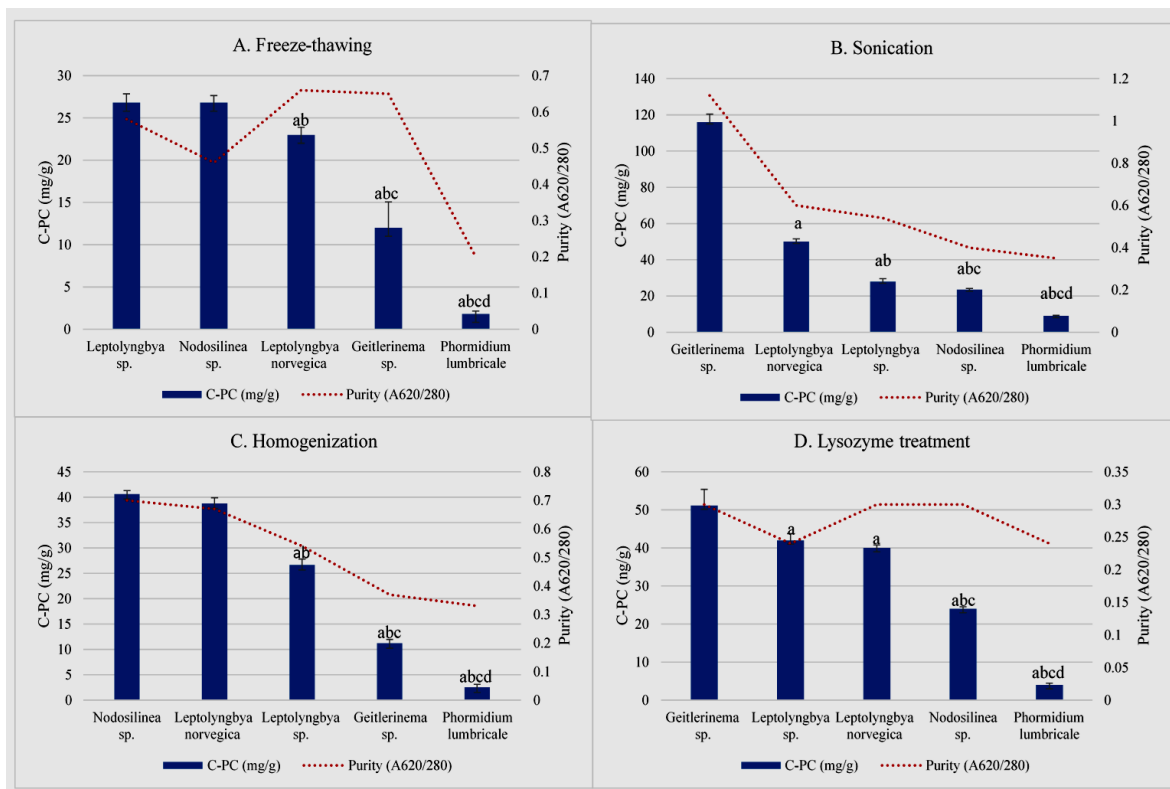 A. Freeze-thawing
30
25
20
15
10
5
0
C-PC (mg/g)
0.7
0.6
0.5
0.4
0.3
0.2
0.1
0
Purity (A620/280)
ab
abc
abcd
Leptolyngbya sp.
Nodosilinea sp.
Leptolyngbya norvegica
Geitlerinema sp.
Phormidium lumbricale
C-PC (mg/g)
Purity (A620/280)
B. Sonication
140
120
100
80
60
40
20
0
C-PC (mg/g)
1.2
1
0.8
0.6
0.4
0.2
0
Purity (A620/280)
a
ab
abc
abcd
Geitlerinema sp.
Leptolyngbya norvegica
Leptolyngbya sp.
Nodosilinea sp.
Phormidium lumbricale
C-PC (mg/g)
Purity (A620/280)
C. Homogenization
45
40
35
30
25
20
15
10
5
0
C-PC (mg/g)
0.8
0.7
0.6
0.5
0.4
0.3
0.2
0.1
0
Purity (A620/280)
ab
abc
abcd
Nodosilinea sp.
Leptolyngbya norvegica
Leptolyngbya sp.
Geitlerinema sp.
Phormidium lumbricale
C-PC (mg/g)
Purity (A620/280)
D. Lysozyme treatment
60
50
40
30
20
10
0
C-PC (ng/g)
0.35
0.3
0.25
0.2
0.15
0.1
0.05
0
Purity (A620/280)
a
a
abc
abcd
Geitlerinema sp.
Leptolyngbya sp.
Leptolyngbya norvegica
Nodosilinea sp.
Phormidium lumbricale
C-PC (mg/g)
Purity (A620/280)